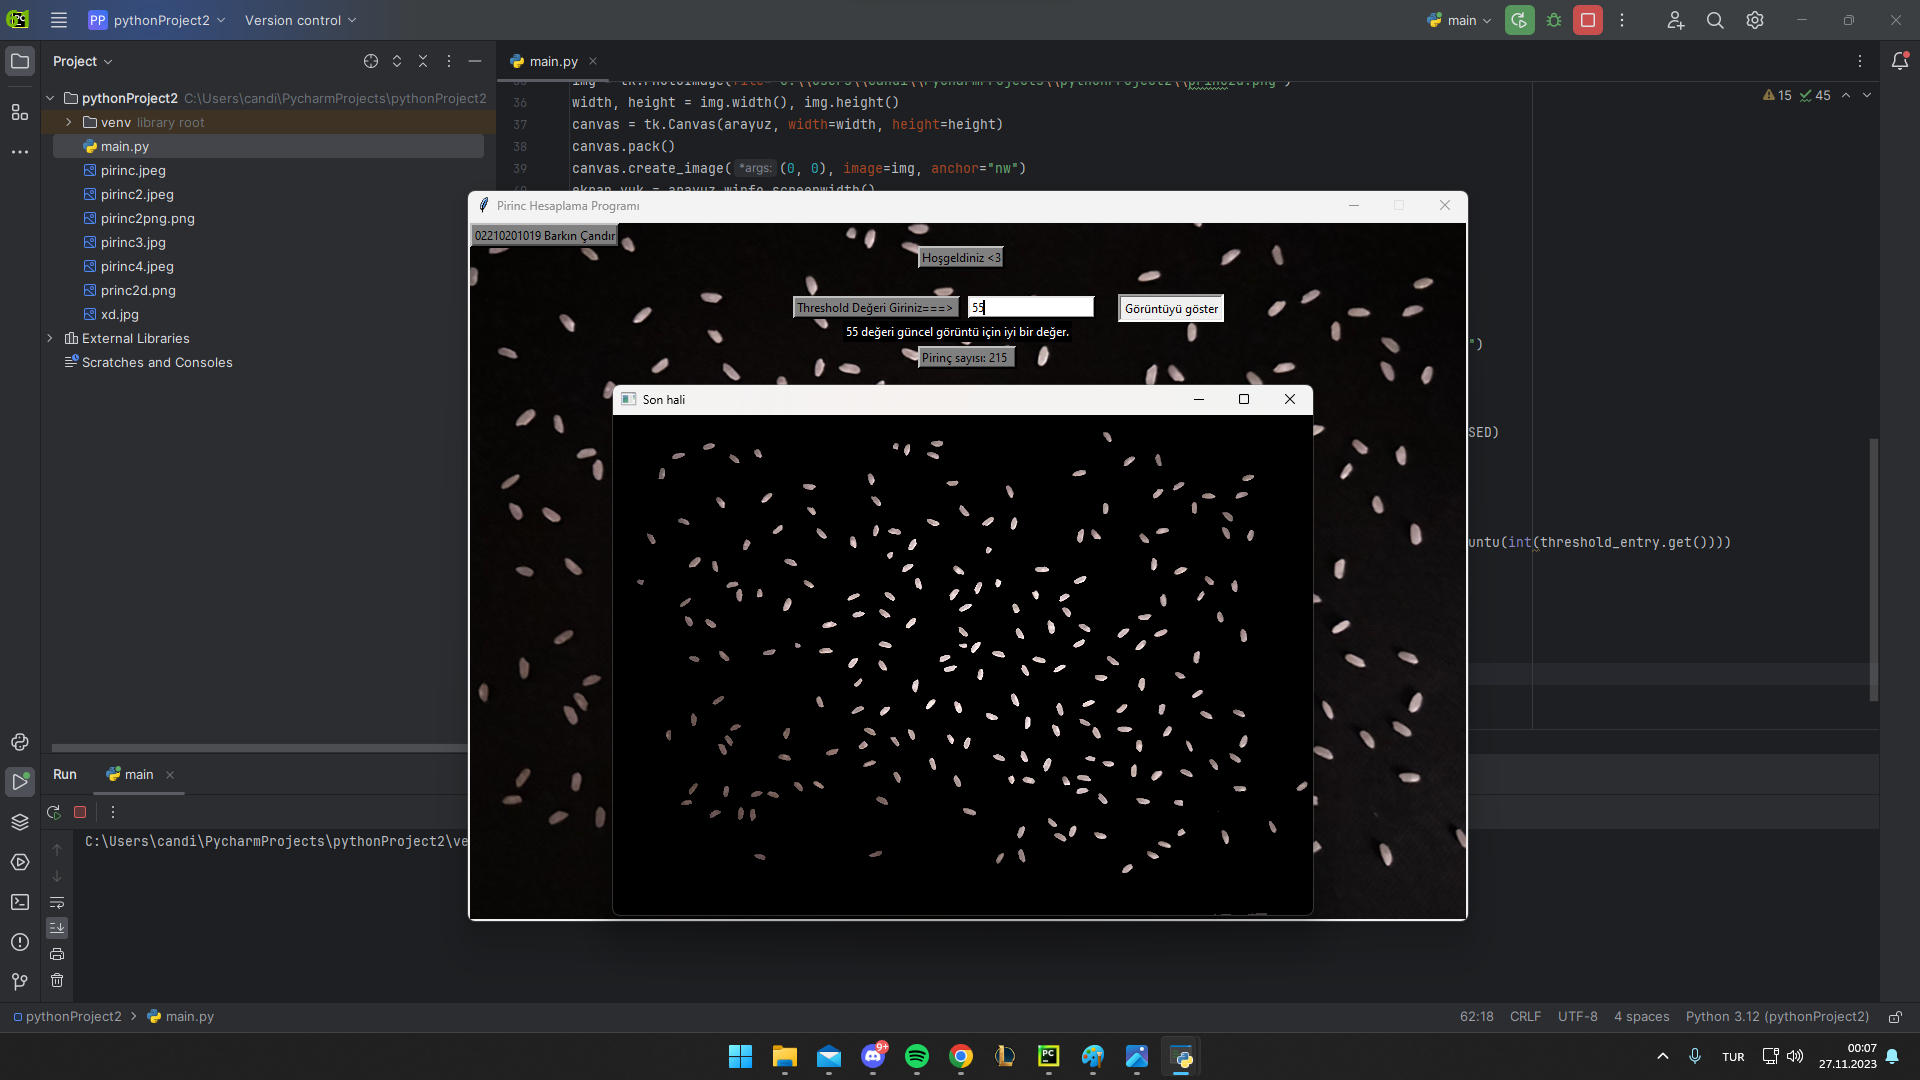 PC
PP pythonProject2
Version control
main
Project
main.py
pythonProject2 C:\Users\candi\PycharmProjects\pythonProject2
venv library root
main.py
pirinc.jpeg
pirinc2.jpeg
pirinc2png.png
pirinc3.jpg
pirinc4.jpeg
princ2d.png
xd.jpg
External Libraries
Scratches and Consoles
15 45
36 width, height = img.width(), img.height()
37 canvas = tk.Canvas(arayuz, width=width, height=height)
38 canvas.pack()
39 canvas.create_image( *args: (0, 0), image=img, anchor="nw")
Pirinc Hesaplama Programı
02210201019 Barkın Çandır
Hoşgeldiniz <3
Threshold Değeri Giriniz===> 55 Görüntüyü göster
55 değeri güncel görüntü için iyi bir değer.
Pirinç sayısı: 215
")
Son hali
SED)
untu(int(threshold_entry.get())))
Run main
C:\Users\candi\PycharmProjects\pythonProject2\ve
pythonProject2 > main.py
62:18 CRLF UTF-8 4 spaces Python 3.12 (pythonProject2)
9+
PC
TUR
00:07
27.11.2023